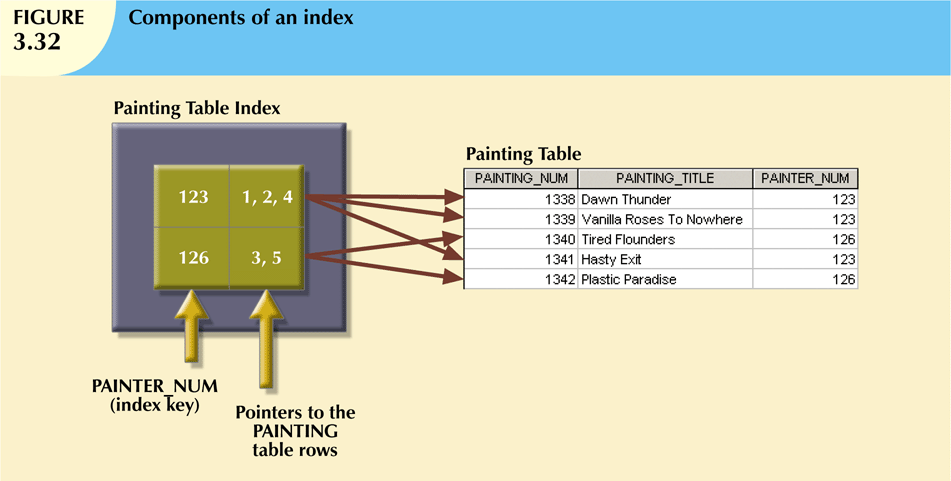 FIGURE 3.32
Components of an index
Painting Table Index
123 1, 2, 4
126 3, 5
PAINTER_NUM
(index key)
Pointers to the
PAINTING
table rows
Painting Table
PAINTING_NUM PAINTING_TITLE PAINTER_NUM
1338 Dawn Thunder 123
1339 Vanilla Roses To Nowhere 123
1340 Tired Flounders 126
1341 Hasty Exit 123
1342 Plastic Paradise 126